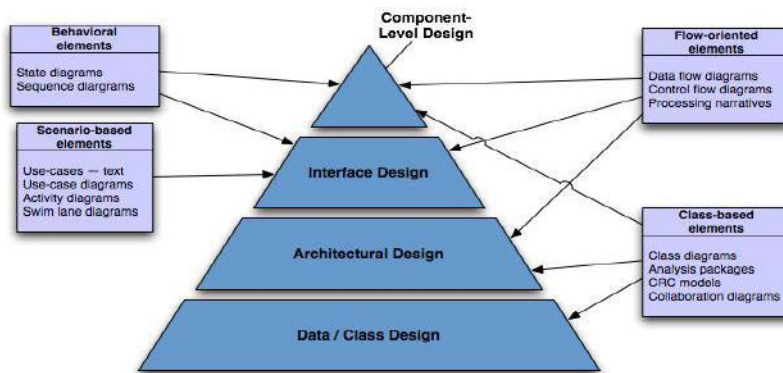 Behavioral
elements
State diagrams
Sequence diargrams
Scenario-based
elements
Use-cases — text
Use-case diagrams
Activity diagrams
Swim lane diagrams
Component-
Level Design
Interface Design
Architectural Design
Data / Class Design
Flow-oriented
elements
Data flow diagrams
Control flow diagrams
Processing narratives
Class-based
elements
Class diagrams
Analysis packages
CRC models
Collaboration diagrams